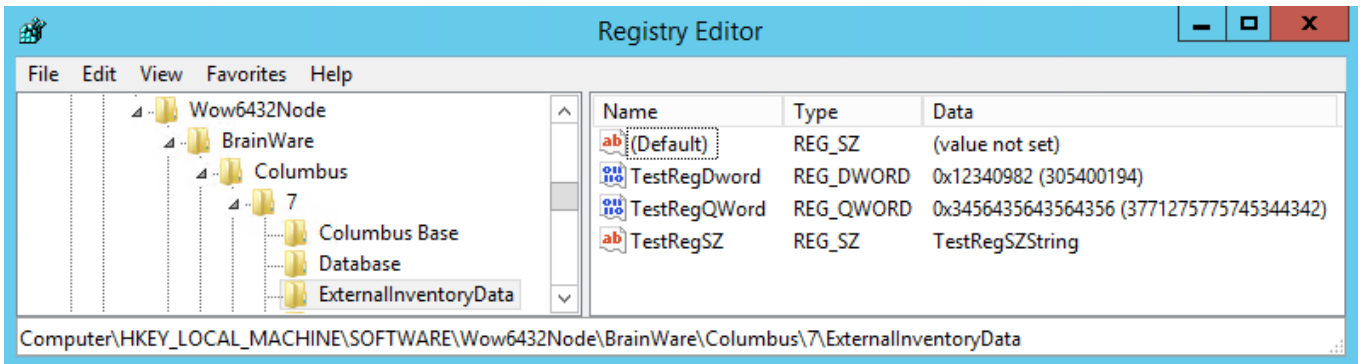 Registry Editor
File Edit View Favorites Help
Wow6432Node
BrainWare
Columbus
7
Columbus Base
Database
ExternalInventoryData
Name Type Data
(Default) REG_SZ (value not set)
TestRegDword REG_DWORD 0x12340982 (305400194)
TestRegQWord REG_QWORD 0x3456435643564356 (3771275775745344342)
TestRegSZ REG_SZ TestRegSZString
Computer\HKEY_LOCAL_MACHINE\SOFTWARE\Wow6432Node\BrainWare\Columbus\7\ExternalInventoryData